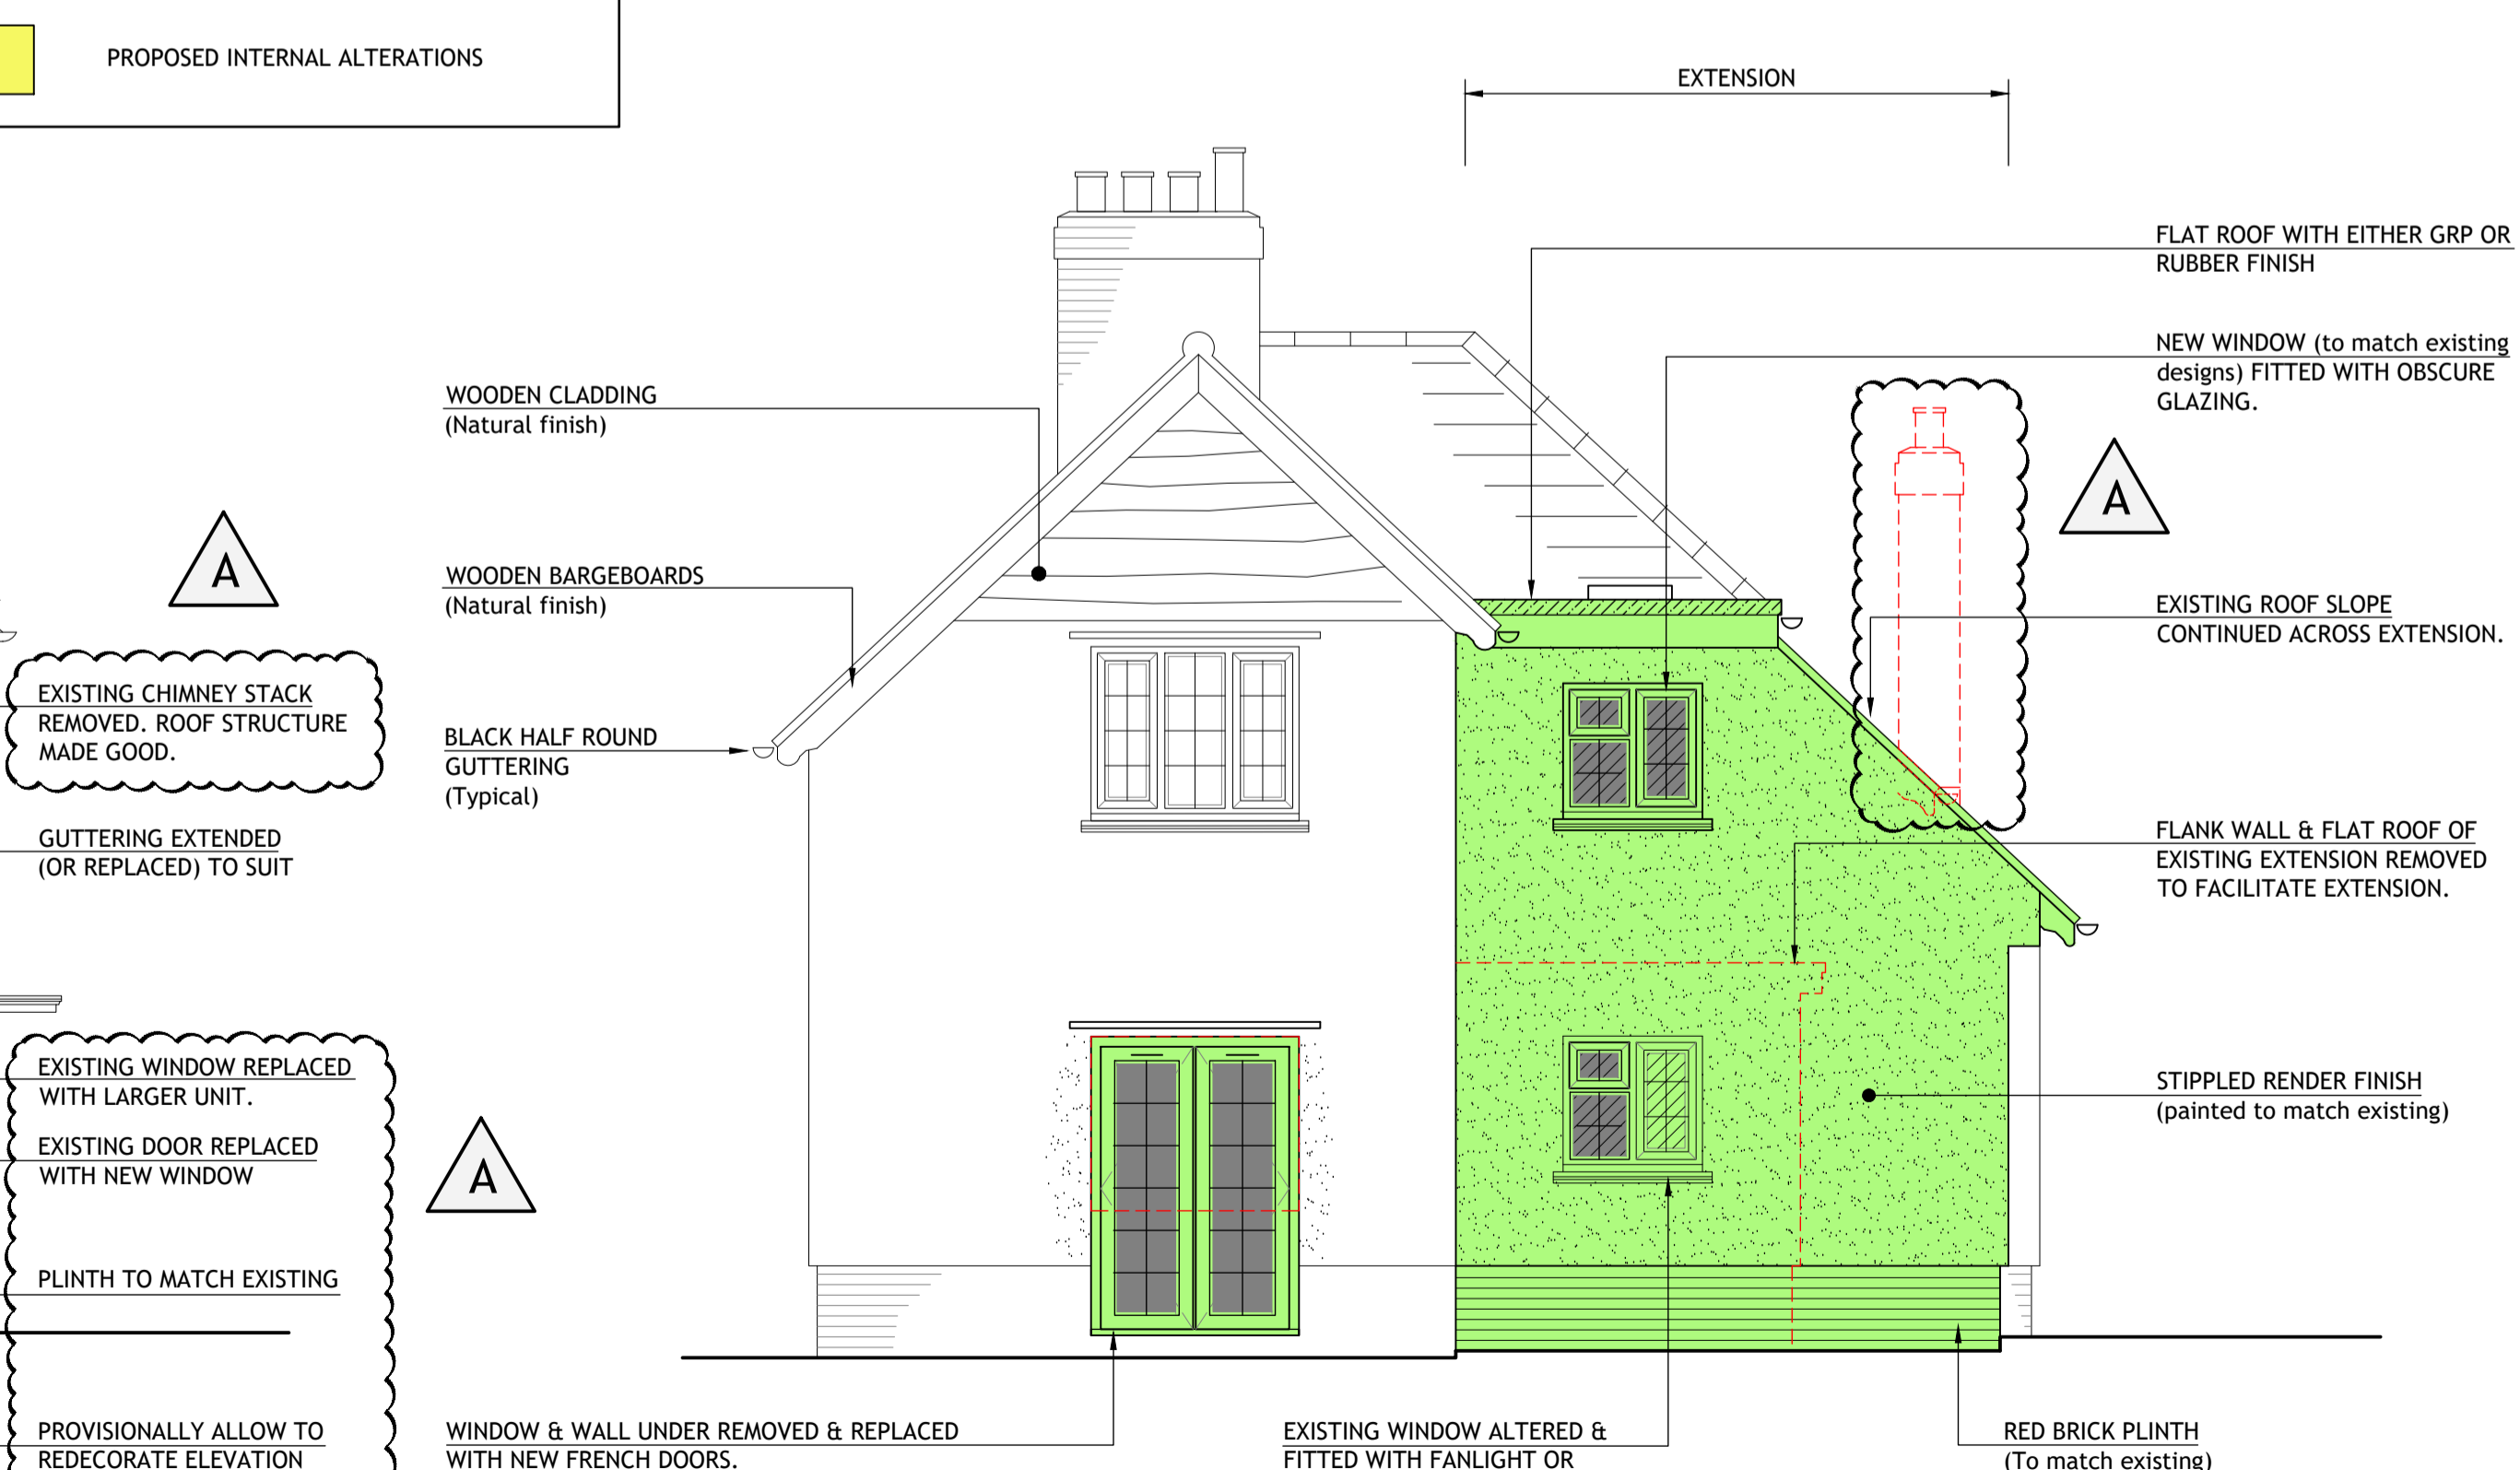 PROPOSED INTERNAL ALTERATIONS
EXTENSION
FLAT ROOF WITH EITHER GRP OR
RUBBER FINISH
NEW WINDOW (to match existing
designs) FITTED WITH OBSCURE
GLAZING.
WOODEN CLADDING
(Natural finish)
A
A
WOODEN BARGEBOARDS
(Natural finish)
EXISTING ROOF SLOPE
CONTINUED ACROSS EXTENSION.
EXISTING CHIMNEY STACK
REMOVED. ROOF STRUCTURE
MADE GOOD.
BLACK HALF ROUND
GUTTERING
(Typical)
GUTTERING EXTENDED
(OR REPLACED) TO SUIT
FLANK WALL & FLAT ROOF OF
EXISTING EXTENSION REMOVED
TO FACILITATE EXTENSION.
EXISTING WINDOW REPLACED
WITH LARGER UNIT.
EXISTING DOOR REPLACED
WITH NEW WINDOW
A
STIPPLED RENDER FINISH
(painted to match existing)
PLINTH TO MATCH EXISTING
PROVISIONALLY ALLOW TO
REDECORATE ELEVATION
WINDOW & WALL UNDER REMOVED & REPLACED
WITH NEW FRENCH DOORS.
EXISTING WINDOW ALTERED &
FITTED WITH FANLIGHT OR
RED BRICK PLINTH
(To match existing)